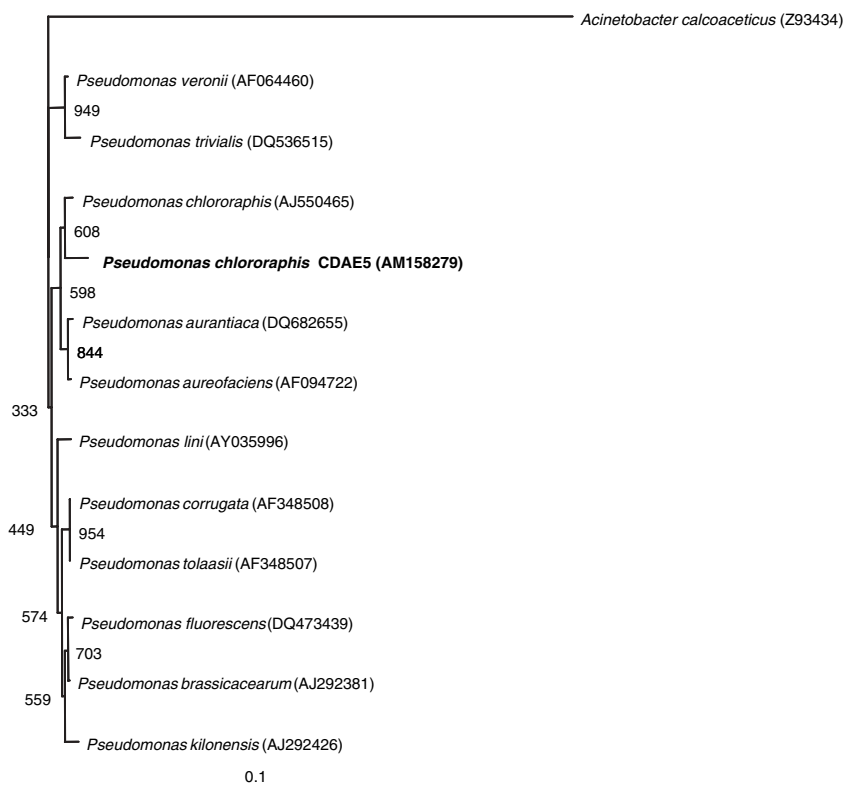 Acinetobacter calcoaceticus (Z93434)
Pseudomonas veronii (AF064460)
949
Pseudomonas trivialis (DQ536515)
Pseudomonas chlororaphis (AJ550465)
608
Pseudomonas chlororaphis CDAE5 (AM158279)
598
Pseudomonas aurantiaca (DQ682655)
844
Pseudomonas aureofaciens (AF094722)
333
Pseudomonas lini (AY035996)
Pseudomonas corrugata (AF348508)
449
954
Pseudomonas tolaasii (AF348507)
574
Pseudomonas fluorescens (DQ473439)
703
Pseudomonas brassicacearum (AJ292381)
559
Pseudomonas kilonensis (AJ292426)
0.1